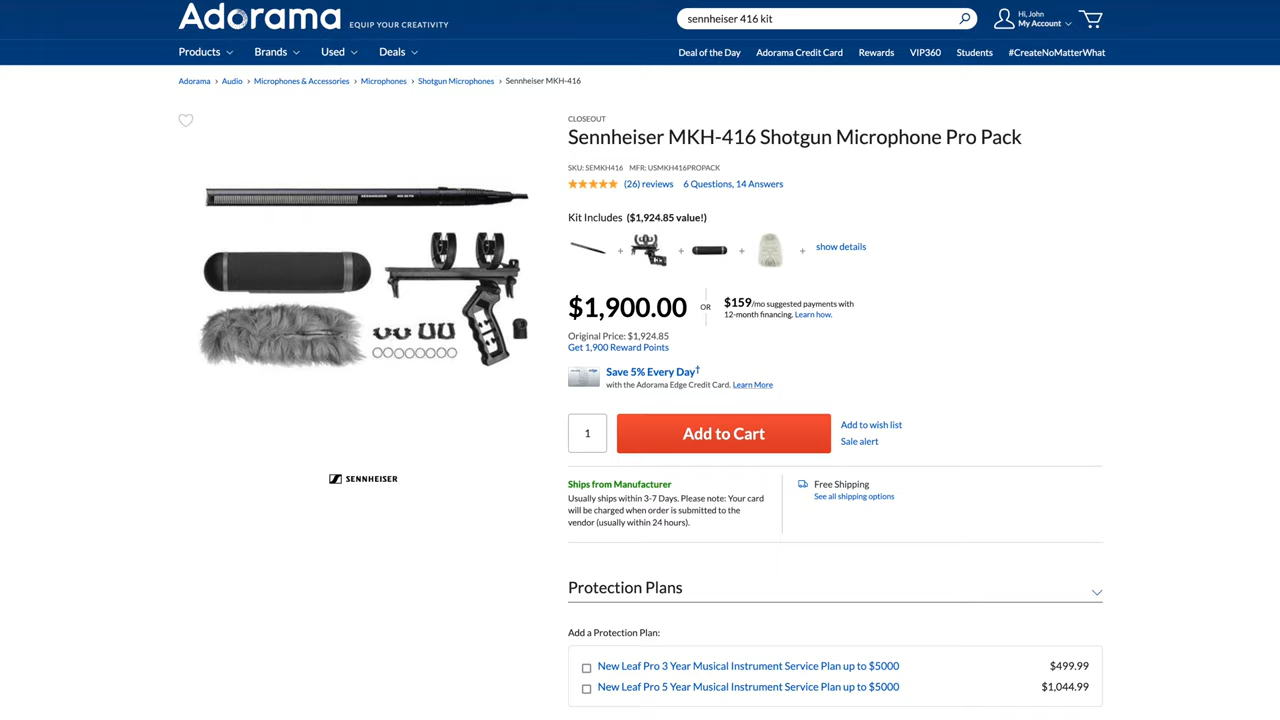 Adorama EQUIP YOUR CREATIVITY
sennheiser 416 kit
Hi, John
My Account
Products Brands Used Deals
Deal of the Day Adorama Credit Card Rewards VIP360 Students #CreateNoMatterWhat
Adorama > Audio > Microphones & Accessories > Microphones > Shotgun Microphones > Sennheiser MKH-416
CLOSEOUT
Sennheiser MKH-416 Shotgun Microphone Pro Pack
SKU: SEMKH416 MFR: USMKH416PROPACK
(26) reviews 6 Questions, 14 Answers
Kit Includes ($1,924.85 value!)
+ + + + show details
$1,900.00 OR $159/mo suggested payments with
12-month financing. Learn how.
Original Price: $1,924.85
Get 1,900 Reward Points
Save 5% Every Day†
with the Adorama Edge Credit Card. Learn More
1 Add to Cart
Add to wish list
Sale alert
SENNHEISER
Ships from Manufacturer
Usually ships within 3-7 Days. Please note: Your card
will be charged when order is submitted to the
vendor (usually within 24 hours).
Free Shipping
See all shipping options
Protection Plans
Add a Protection Plan:
New Leaf Pro 3 Year Musical Instrument Service Plan up to $5000 $499.99
New Leaf Pro 5 Year Musical Instrument Service Plan up to $5000 $1,044.99